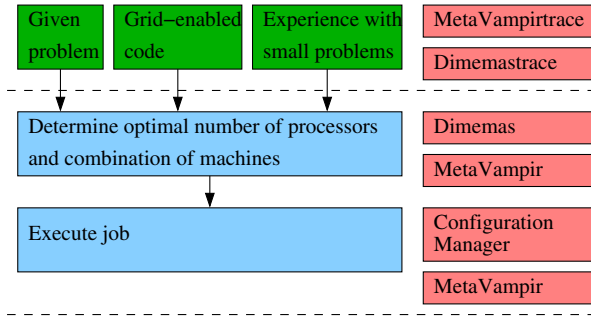 Given
problem
Grid-enabled
code
Experience with
small problems
MetaVampirtrace
Dimemastrace
Determine optimal number of processors
and combination of machines
Dimemas
MetaVampir
Execute job
Configuration
Manager
MetaVampir